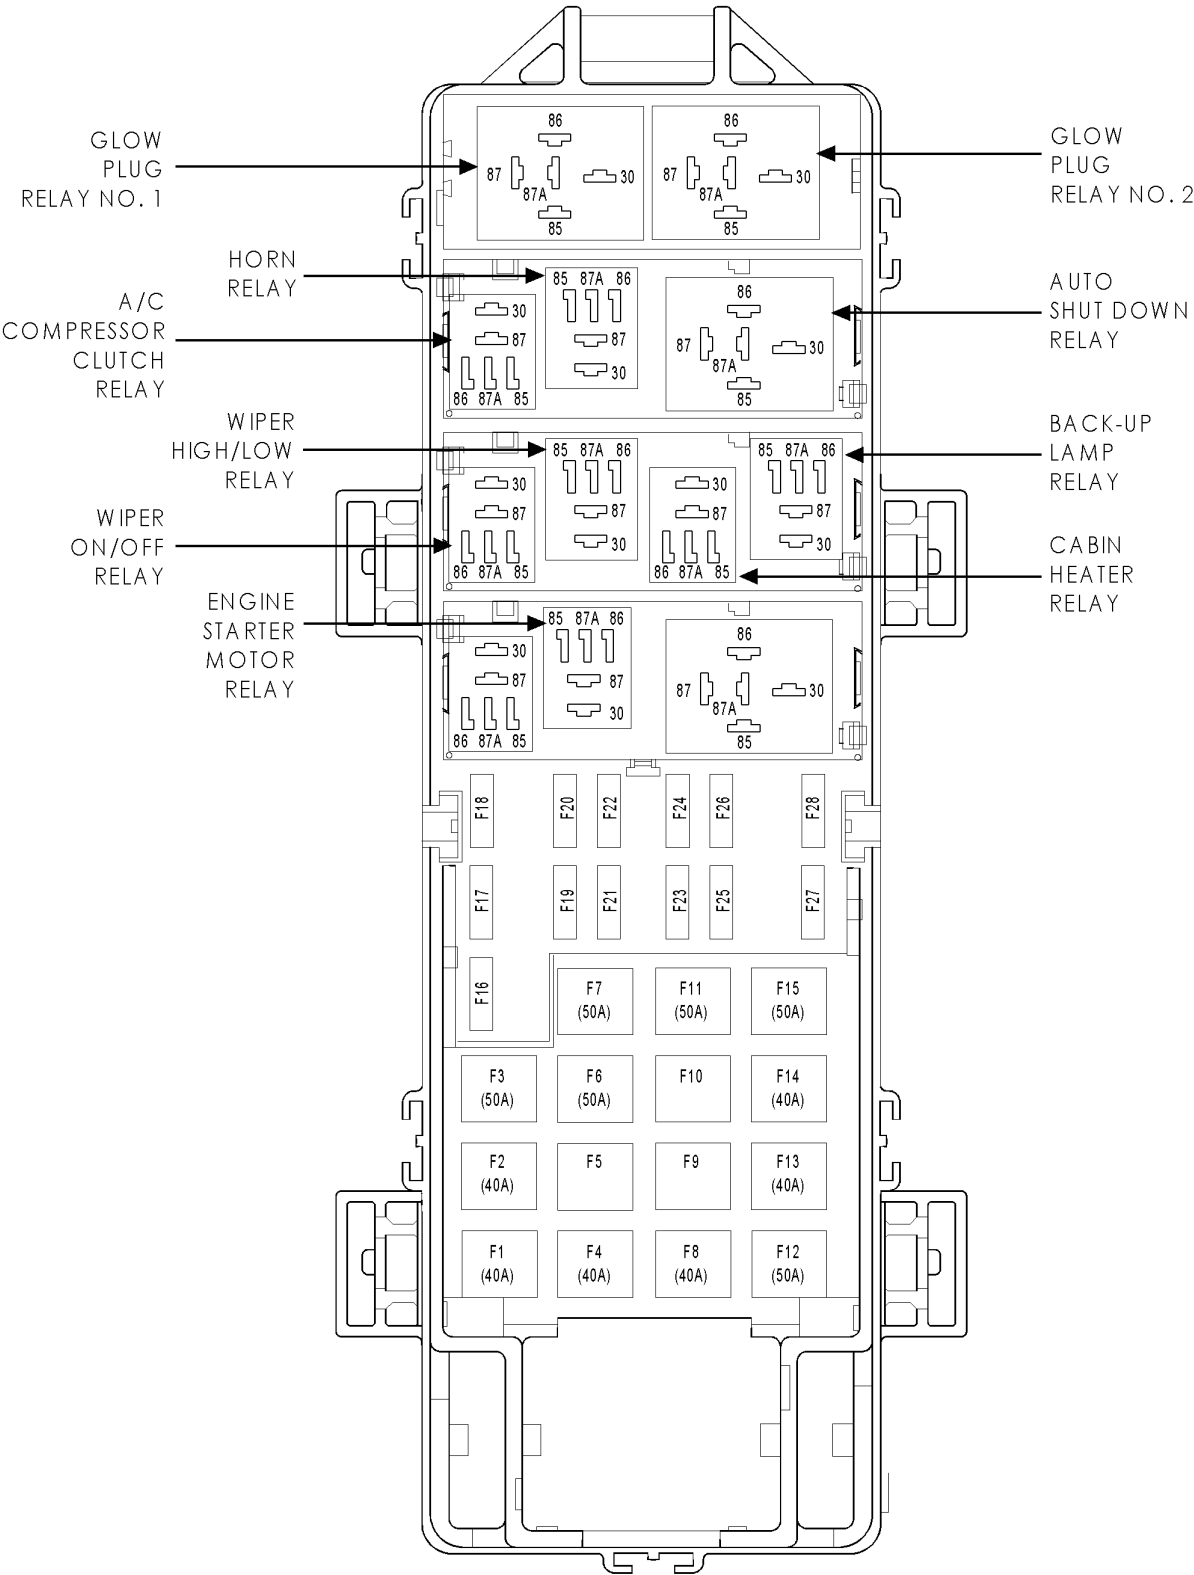 GLOW
PLUG
RELAY NO. 1
GLOW
PLUG
RELAY NO. 2
86
87
87A
30
85
86
87
87A
30
85
HORN
RELAY
A/C
COMPRESSOR
CLUTCH
RELAY
AUTO
SHUT DOWN
RELAY
30
87
86 87A 85
85 87A 86
87
30
86
87
87A
30
85
WIPER
HIGH/LOW
RELAY
WIPER
ON/OFF
RELAY
BACK-UP
LAMP
RELAY
CABIN
HEATER
RELAY
30
87
86 87A 85
85 87A 86
87
30
30
87
86 87A 85
85 87A 86
87
30
ENGINE
STARTER
MOTOR
RELAY
30
87
86 87A 85
85 87A 86
87
30
86
87
87A
30
85
F18
F20
F22
F24
F26
F28
F17
F19
F21
F23
F25
F27
F16
F7
(50A)
F11
(50A)
F15
(50A)
F3
(50A)
F6
(50A)
F10
F14
(40A)
F2
(40A)
F5
F9
F13
(40A)
F1
(40A)
F4
(40A)
F8
(40A)
F12
(50A)